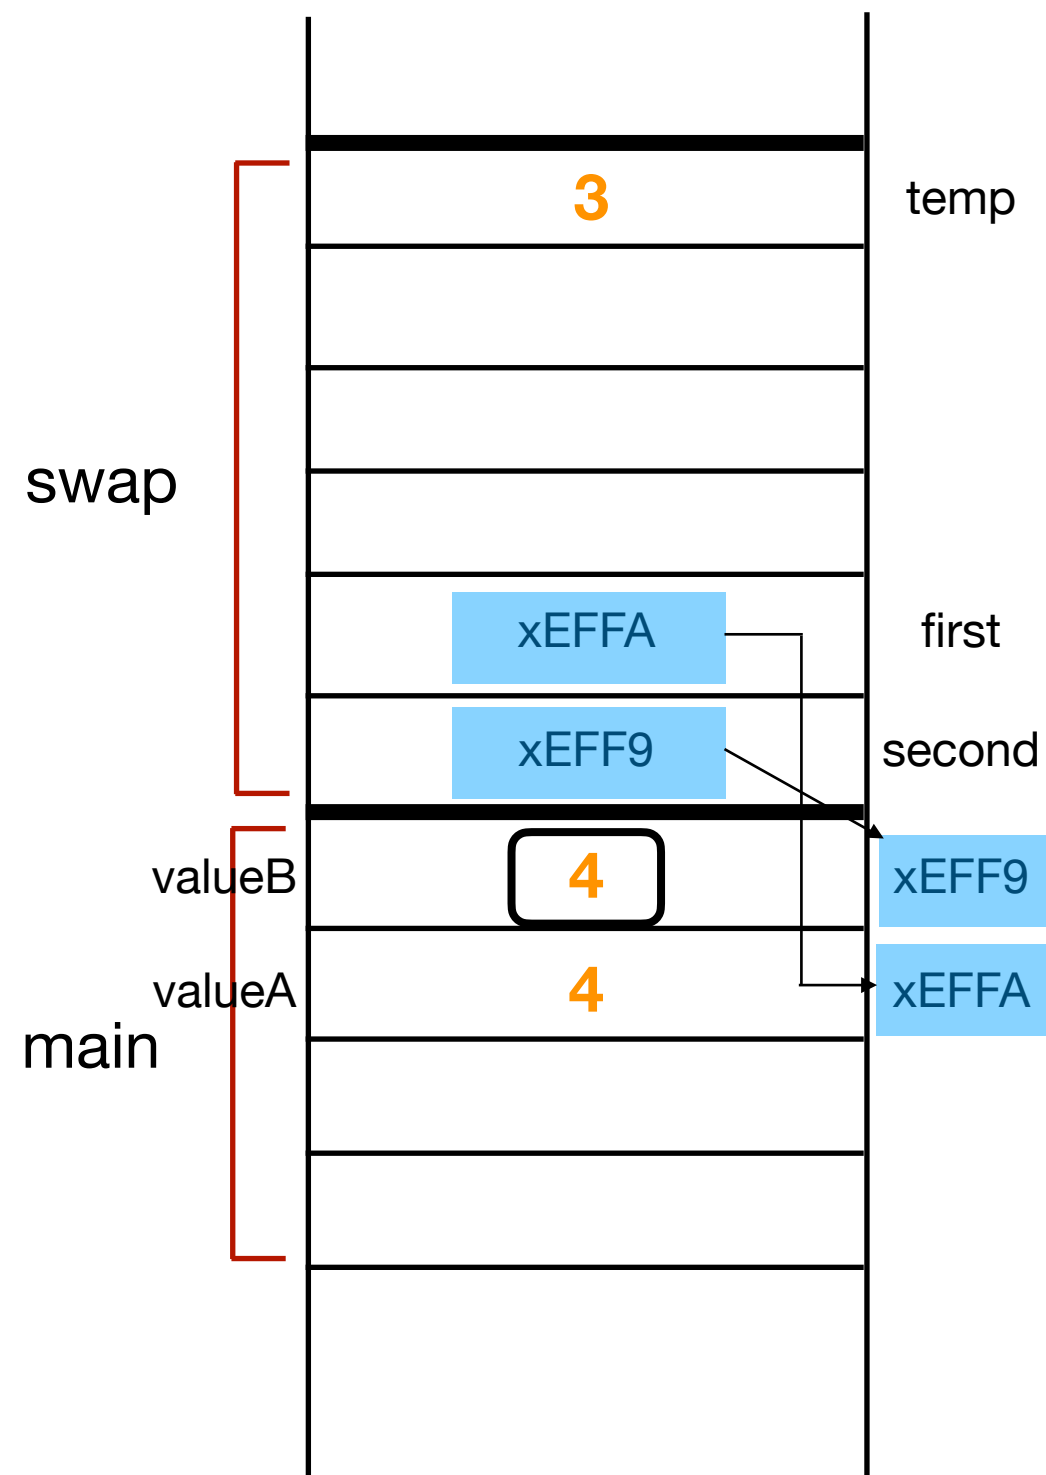 3
temp
swap
xEFFA
first
xEFF9
second
valueB
4
xEFF9
valueA
4
xEFFA
main